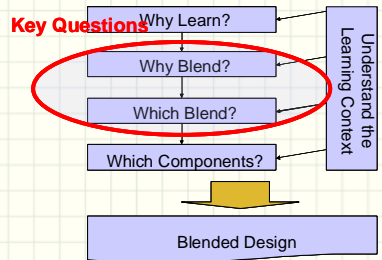 Key Questions
Why Learn?
Why Blend?
Which Blend?
Which Components?
Understand the
Learning Context
Blended Design